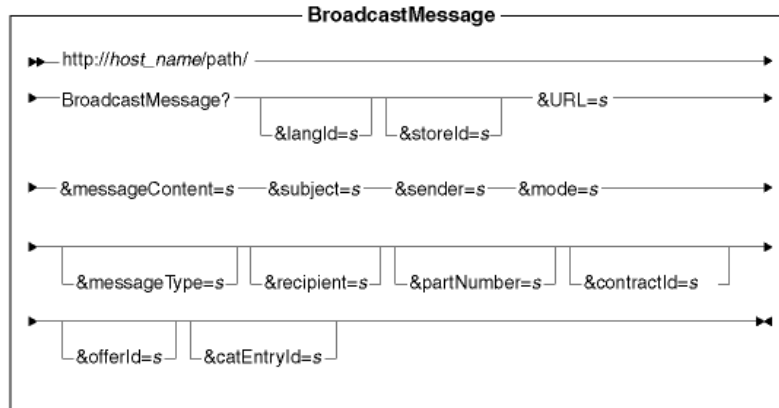 BroadcastMessage
http://host_name/path/
BroadcastMessage? &langId=s &storeId=s &URL=s
&messageContent=s &subject=s &sender=s &mode=s
&messageType=s &recipient=s &partNumber=s &contractId=s
&offerId=s &catEntryId=s